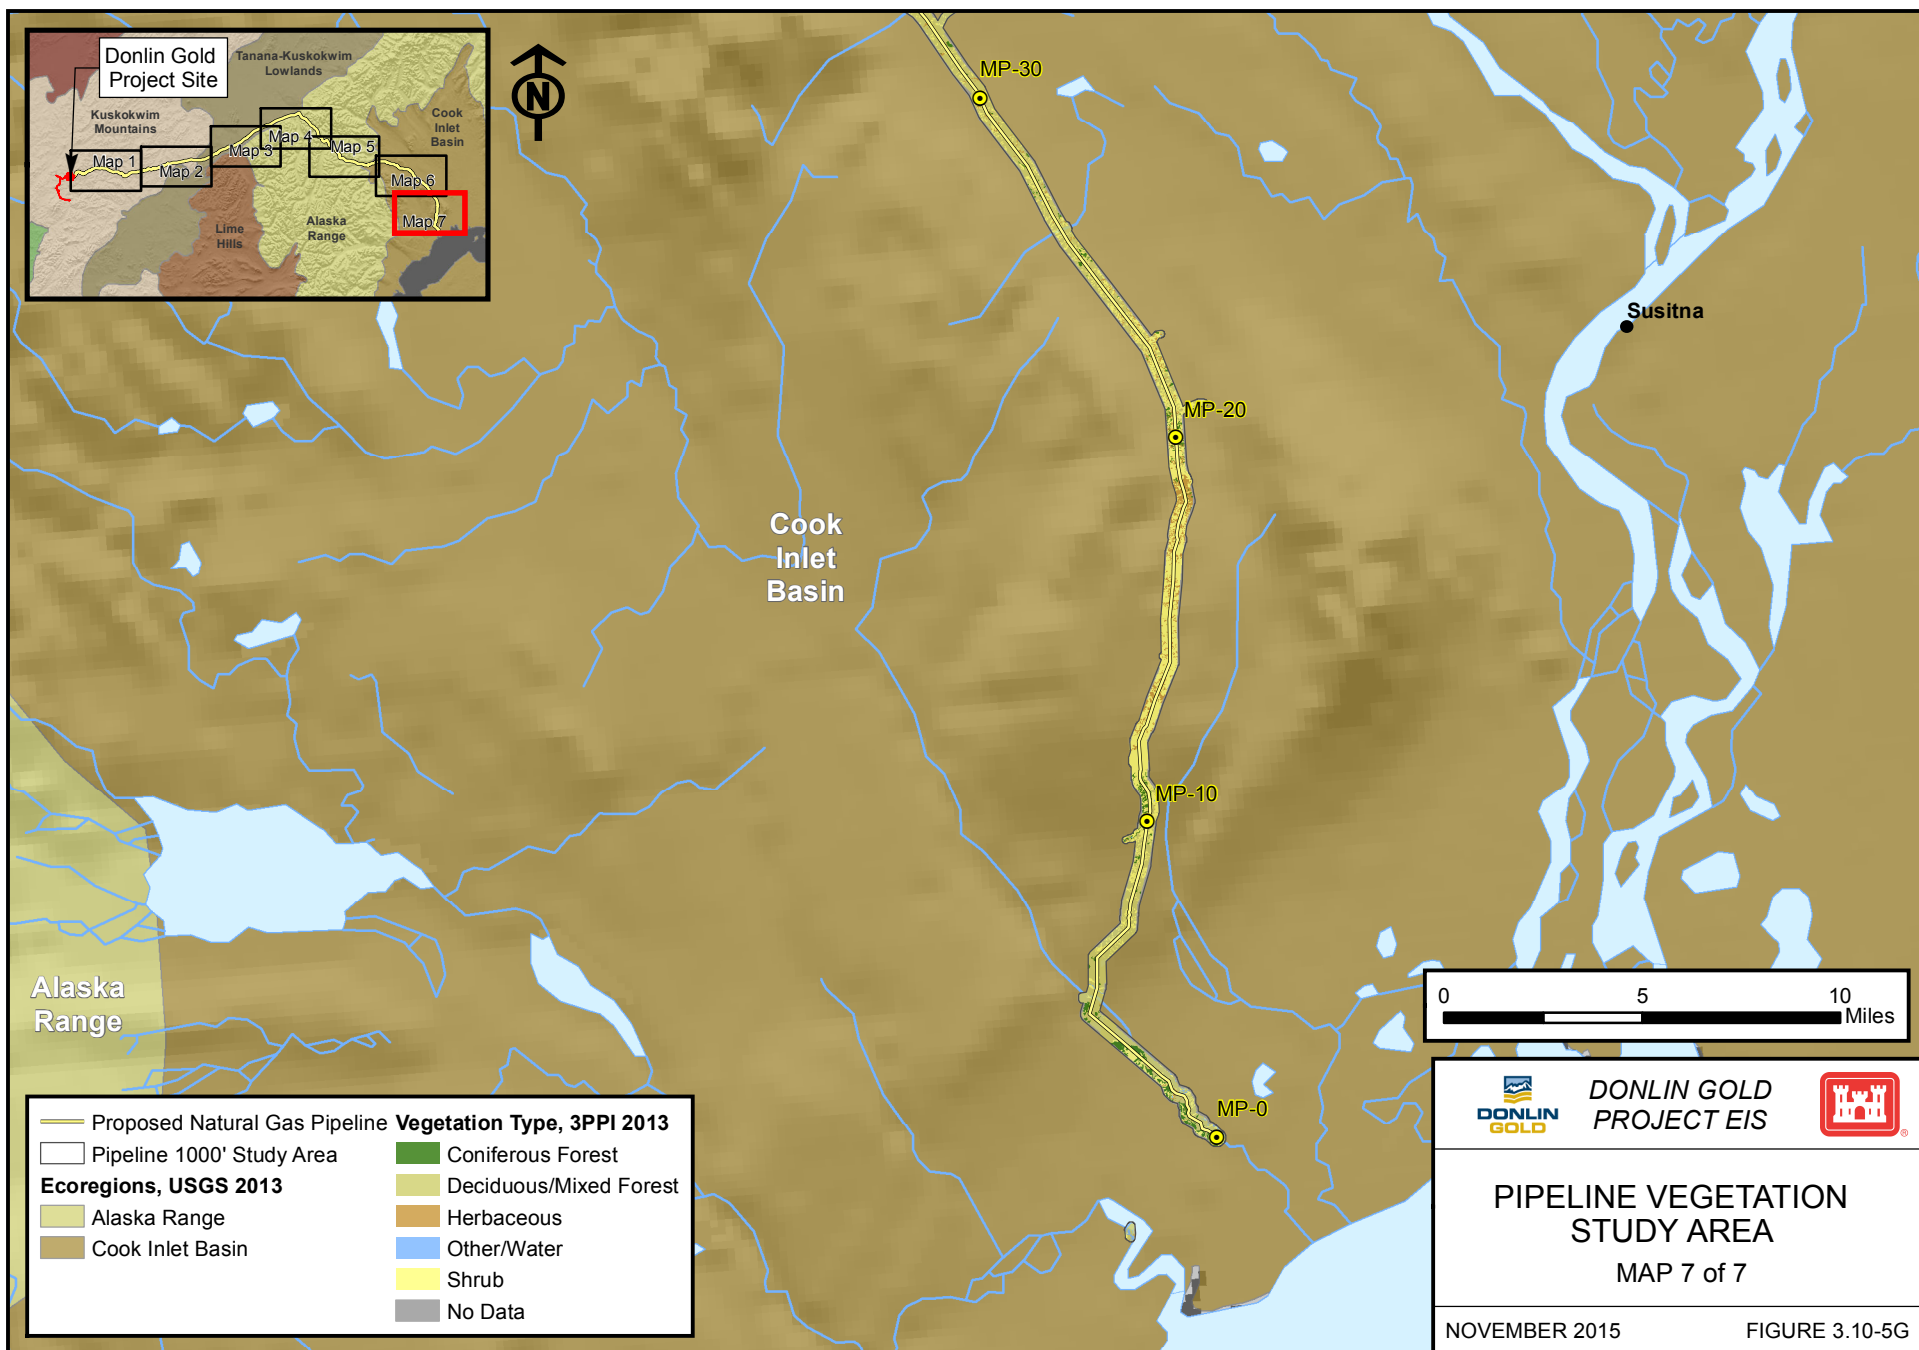 Donlin Gold
Project Site
Tanana-Kuskokwim
Lowlands
Kuskokwim
Mountains
Cook
Inlet
Basin
Map 1
Map 2
Map 3
Map 4
Map 5
Map 6
Map 7
Lime
Hills
Alaska
Range
N
MP-30
Susitna
MP-20
Cook
Inlet
Basin
MP-10
Alaska
Range
MP-0
0 5 10
Miles
Proposed Natural Gas Pipeline
Pipeline 1000' Study Area
Ecoregions, USGS 2013
Alaska Range
Cook Inlet Basin
Vegetation Type, 3PPI 2013
Coniferous Forest
Deciduous/Mixed Forest
Herbaceous
Other/Water
Shrub
No Data
DONLIN
GOLD
DONLIN GOLD
PROJECT EIS
®
PIPELINE VEGETATION
STUDY AREA
MAP 7 of 7
NOVEMBER 2015
FIGURE 3.10-5G